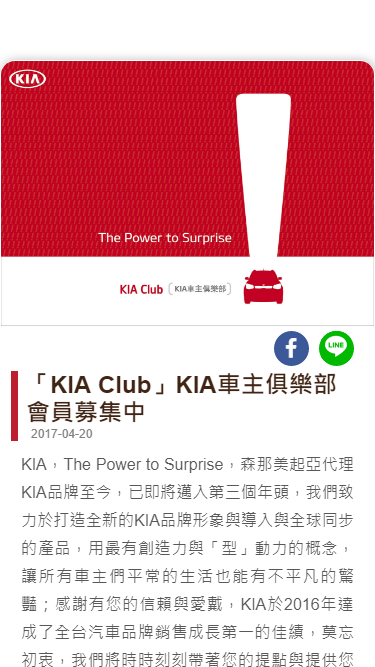 KIA
The Power to Surprise
KIA Club [KIA車主俱樂部]
LINE
「KIA Club」KIA車主俱樂部
會員募集中
2017-04-20
KIA，The Power to Surprise，森那美起亞代理
KIA品牌至今，已即將邁入第三個年頭，我們致
力於打造全新的KIA品牌形象與導入與全球同步
的產品，用最有創造力與「型」動力的概念，
讓所有車主們平常的生活也能有不平凡的驚
豔；感謝有您的信賴與愛戴，KIA於2016年達
成了全台汽車品牌銷售成長第一的佳績，莫忘
初衷，我們將時時刻刻帶著您的提點與提供您